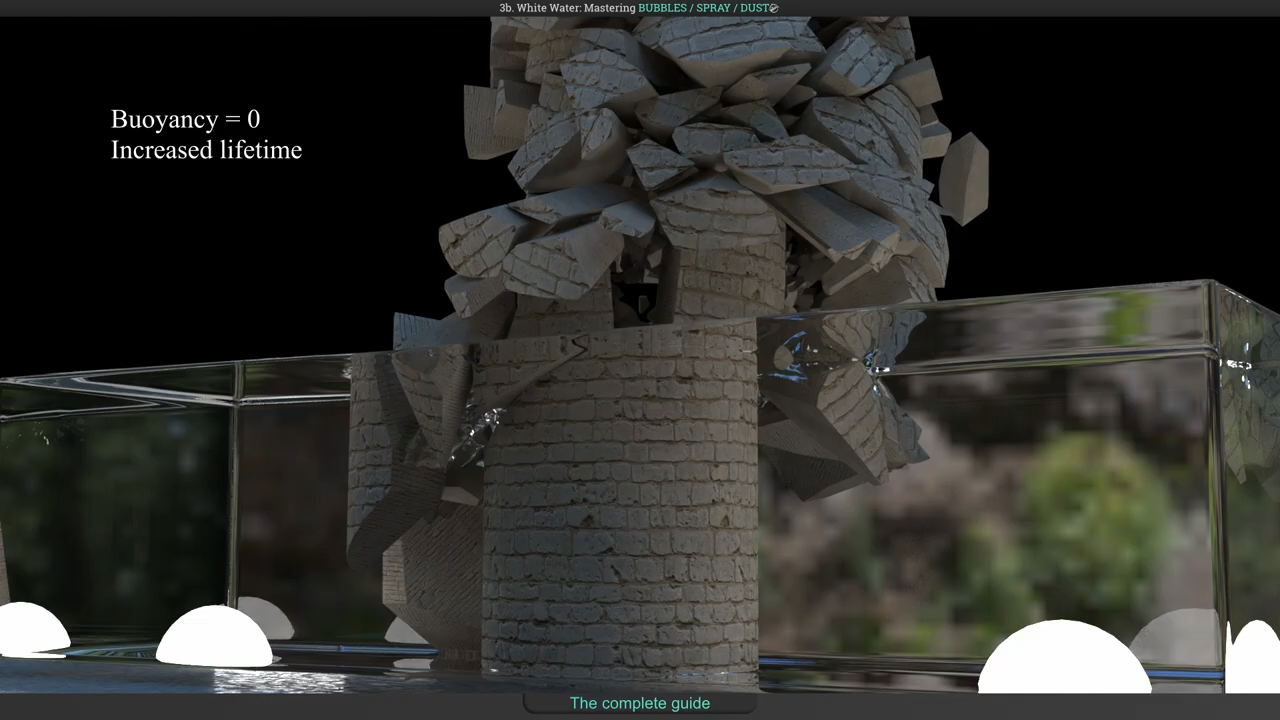 3b. White Water: Mastering BUBBLES / SPRAY / DUST
Buoyancy = 0
Increased lifetime
The complete guide